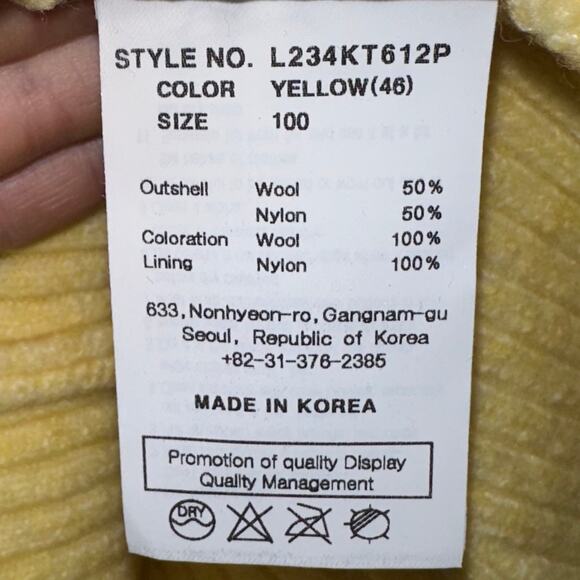 STYLE NO. L234KT612P
COLOR YELLOW(46)
SIZE 100
Outshell Wool 50%
Nylon 50%
Coloration Wool 100%
Lining Nylon 100%
633, Nonhyeon-ro, Gangnam-gu
Seoul, Republic of Korea
+82-31-376-2385
MADE IN KOREA
Promotion of quality Display
Quality Management
DRY